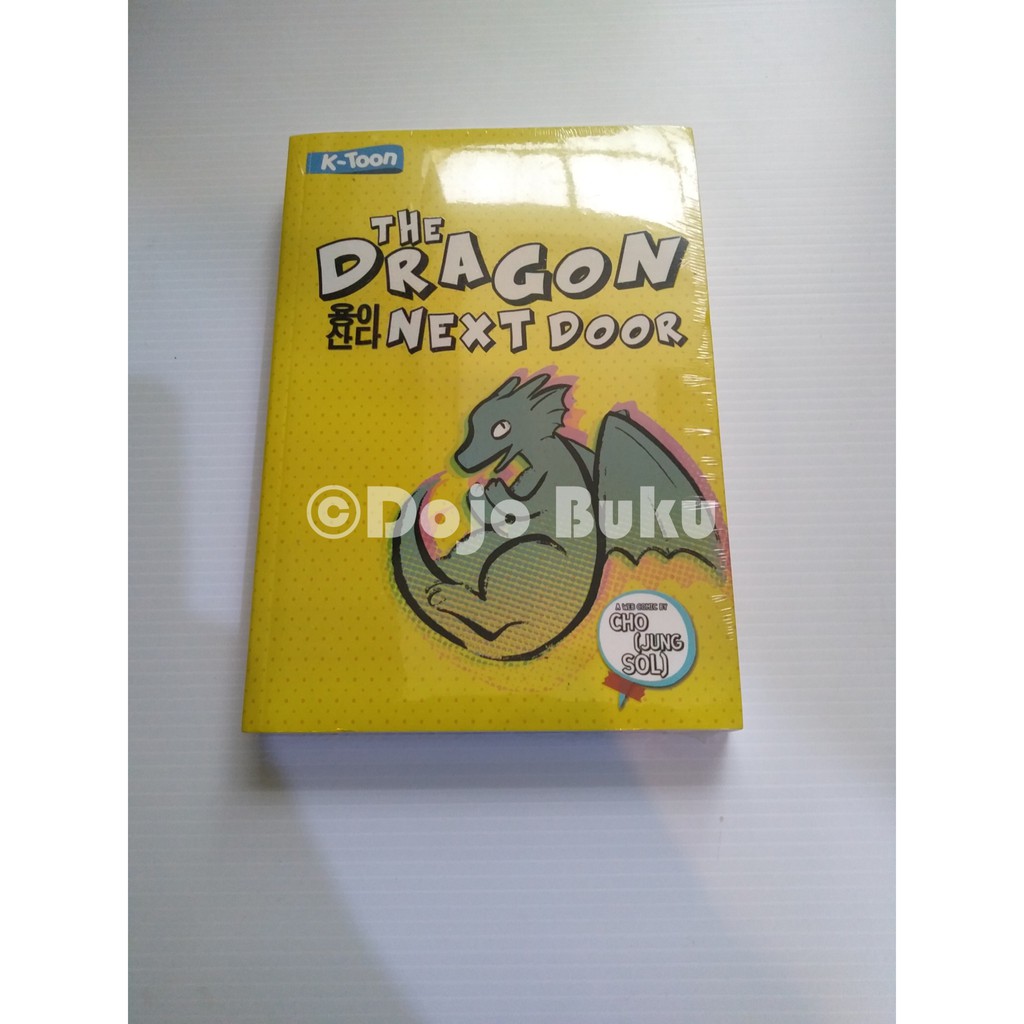 K-Toon
THE
DRAGON
용이
산다
NEXT DOOR
©Dojo Buku
A WEB COMIC BY
CHO
(JUNG
SOL)